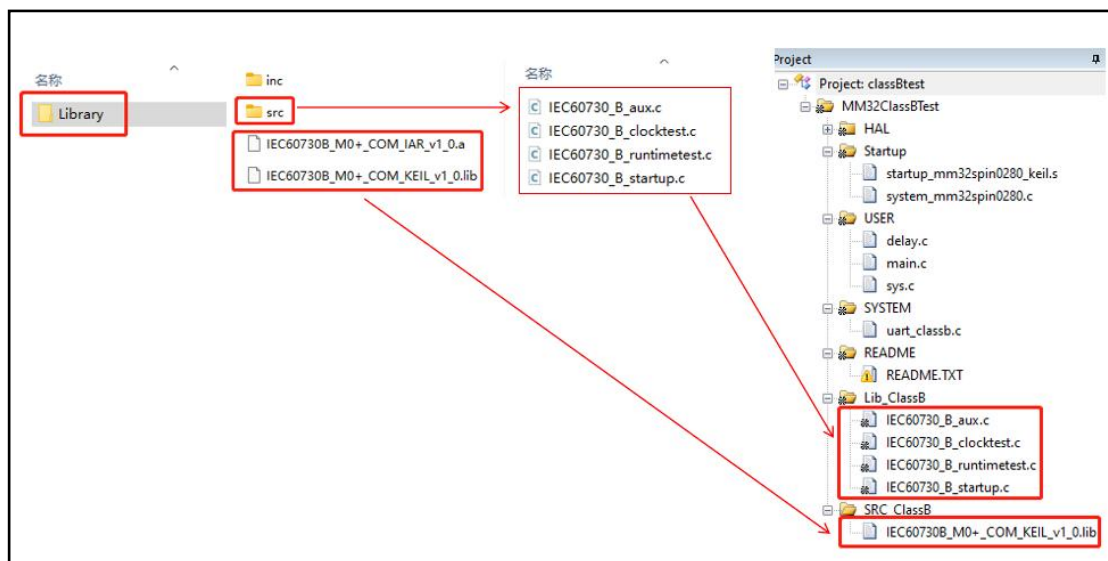 名称
Library
inc
src
IEC60730B_M0+_COM_IAR_v1_0.a
IEC60730B_M0+_COM_KEIL_v1_0.lib
名称
IEC60730_B_aux.c
IEC60730_B_clocktest.c
IEC60730_B_runtimetest.c
IEC60730_B_startup.c
Project
Project: classBtest
MM32ClassBTest
HAL
Startup
startup_mm32spin0280_keil.s
system_mm32spin0280.c
USER
delay.c
main.c
sys.c
SYSTEM
uart_classb.c
README
README.TXT
Lib_ClassB
IEC60730_B_aux.c
IEC60730_B_clocktest.c
IEC60730_B_runtimetest.c
IEC60730_B_startup.c
SRC_ClassB
IEC60730B_M0+_COM_KEIL_v1_0.lib